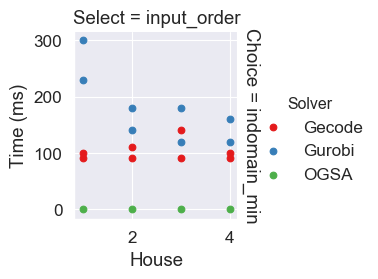 Select = input_order
Time (ms)
300
200
100
0
2
4
House
Choice = indomain_min
Solver
Gecode
Gurobi
OGSA